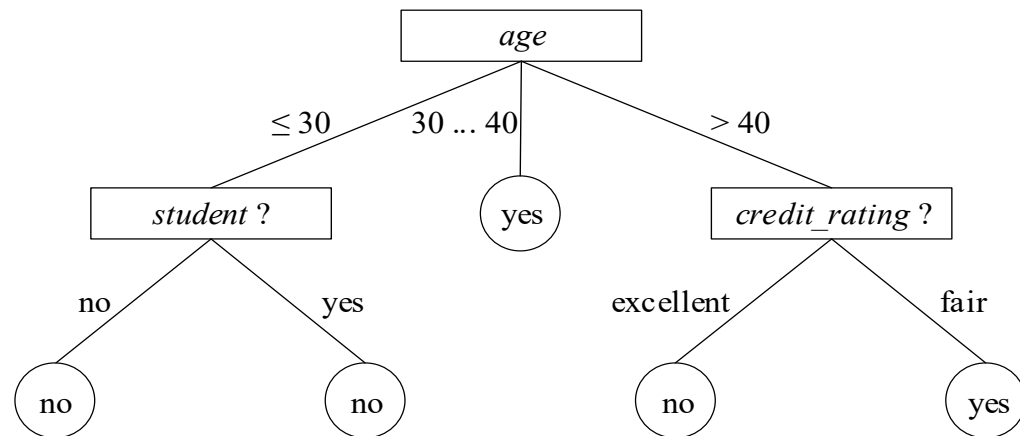 age
≤ 30
30 ... 40
> 40
student ?
yes
credit_rating ?
no
yes
excellent
fair
no
no
no
yes